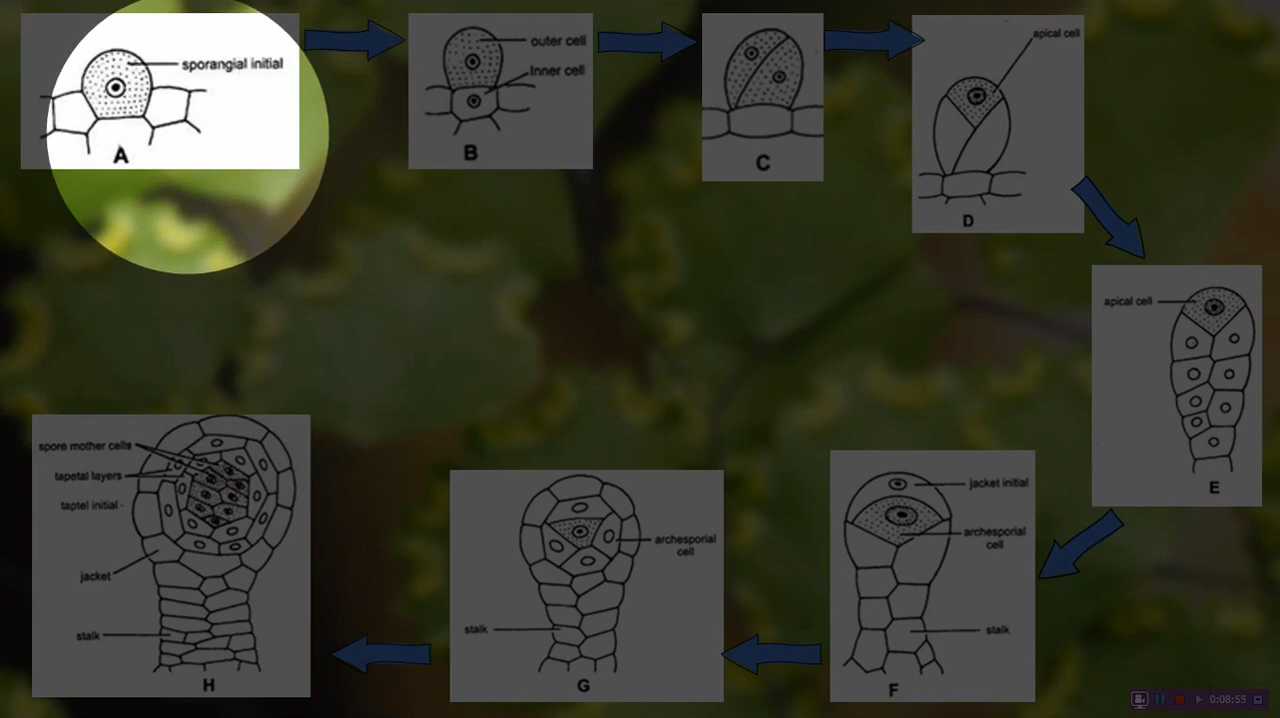 sporangial initial
A
outer cell
Inner cell
B
C
apical cell
D
apical cell
E
jacket initial
archesporial
cell
stalk
F
archesporial
cell
stalk
G
spore mother cells
tapetal layers
taptel initial
jacket
stalk
H
0:08:55